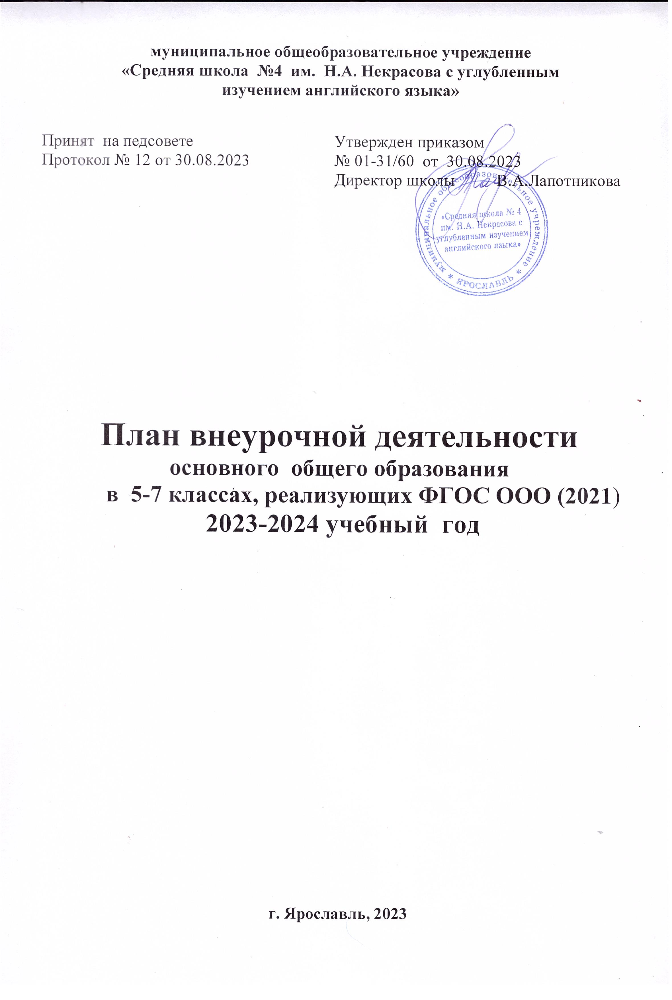 муниципальное общеобразовательное учреждение
«Средняя школа №4 им. Н.А. Некрасова с углубленным
изучением английского языка»
Принят на педсовете
Протокол № 12 от 30.08.2023
Утвержден приказом
№ 01-31/60 от 30.08.2023
Директор школы В.А.Лапотникова
муниципальное общеобразовательное учреждение
* ЯРОСЛАВЛЬ *
«Средняя школа № 4
им. Н.А. Некрасова с
углубленным изучением
английского языка»
План внеурочной деятельности
основного общего образования
в 5-7 классах, реализующих ФГОС ООО (2021)
2023-2024 учебный год
г. Ярославль, 2023